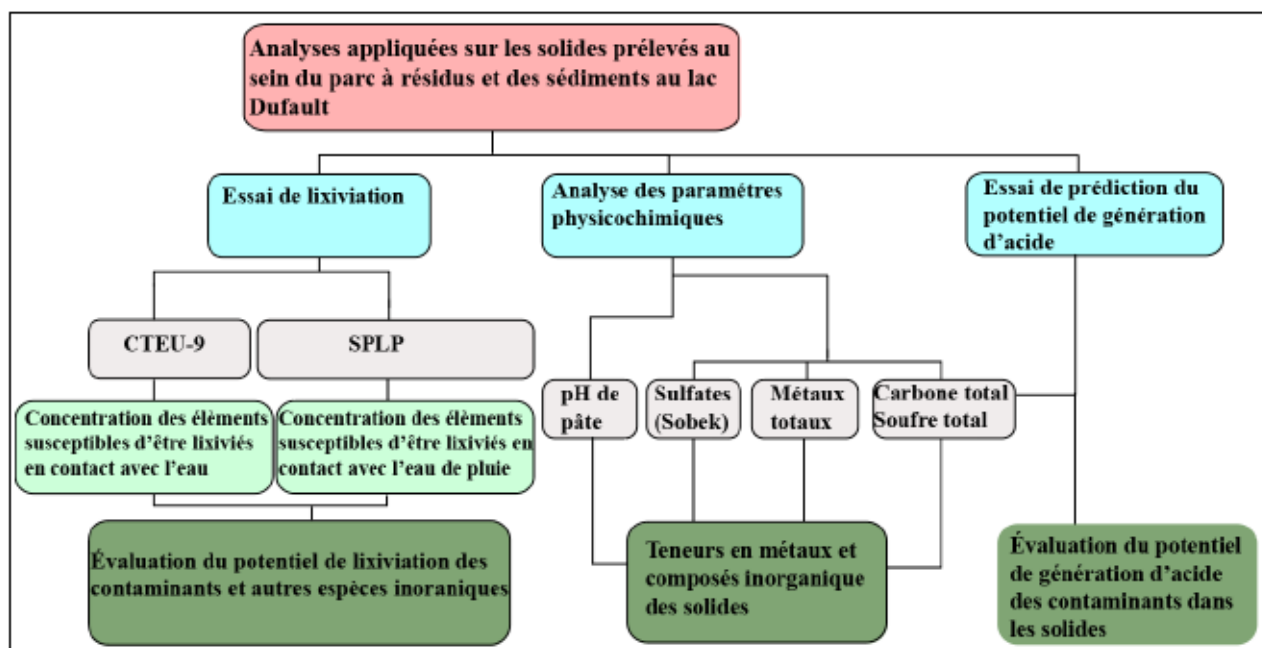 Analyses appliquées sur les solides prélevés au
sein du parc à résidus et des sédiments au lac
Dufault
Essai de lixiviation
Analyse des paramétres
physicochimiques
Essai de prédiction du
potentiel de génération
d'acide
CTEU-9
SPLP
pH de
pâte
Sulfates
(Sobek)
Métaux
totaux
Carbone total
Soufre total
Concentration des élèments
susceptibles d'être lixiviés
en contact avec l'eau
Concentration des élèments
susceptibles d'être lixiviés en
contact avec l'eau de pluie
Évaluation du potentiel de lixiviation des
contaminants et autres espèces inoraniques
Teneurs en métaux et
composés inorganique
des solides
Évaluation du potentiel
de génération d'acide
des contaminants dans
les solides